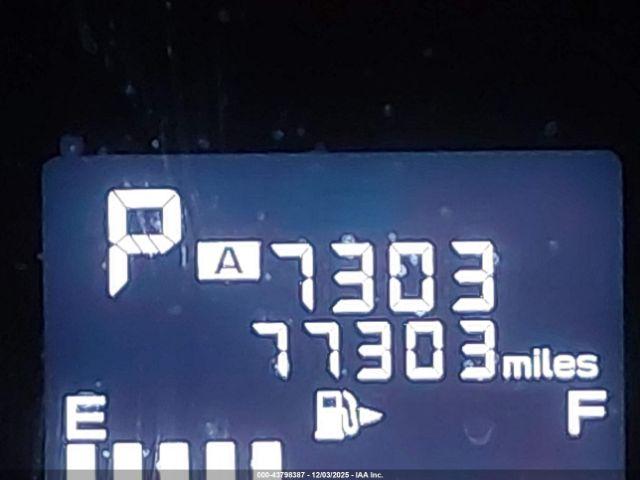 P
A 7303
77303 miles
E F
000-43798387 - 12/03/2025 - IAA Inc.